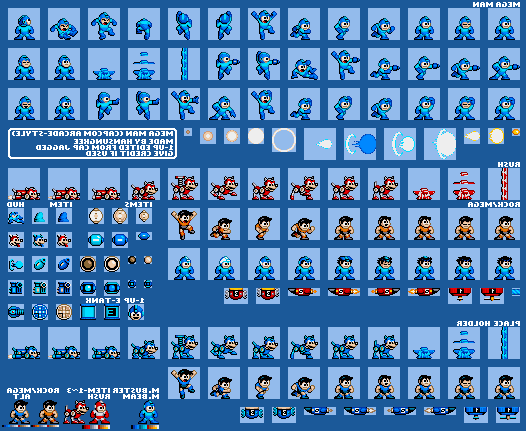 MEGA MAN
MEGA MAN (CAPCOM ARCADE-STYLE)
MADE BY HANSUNGKEE
1-UP EDITED FROM CAP JAGGED
GIVE CREDIT IF USED
RUSH
HUD ITEM ITEMS
ROCK/MEGA
1-UP E-TANK
PLACE HOLDER
ROCK/MEGA ITEM-1~3 M.BUSTER
ALT RUSH M.BEAM